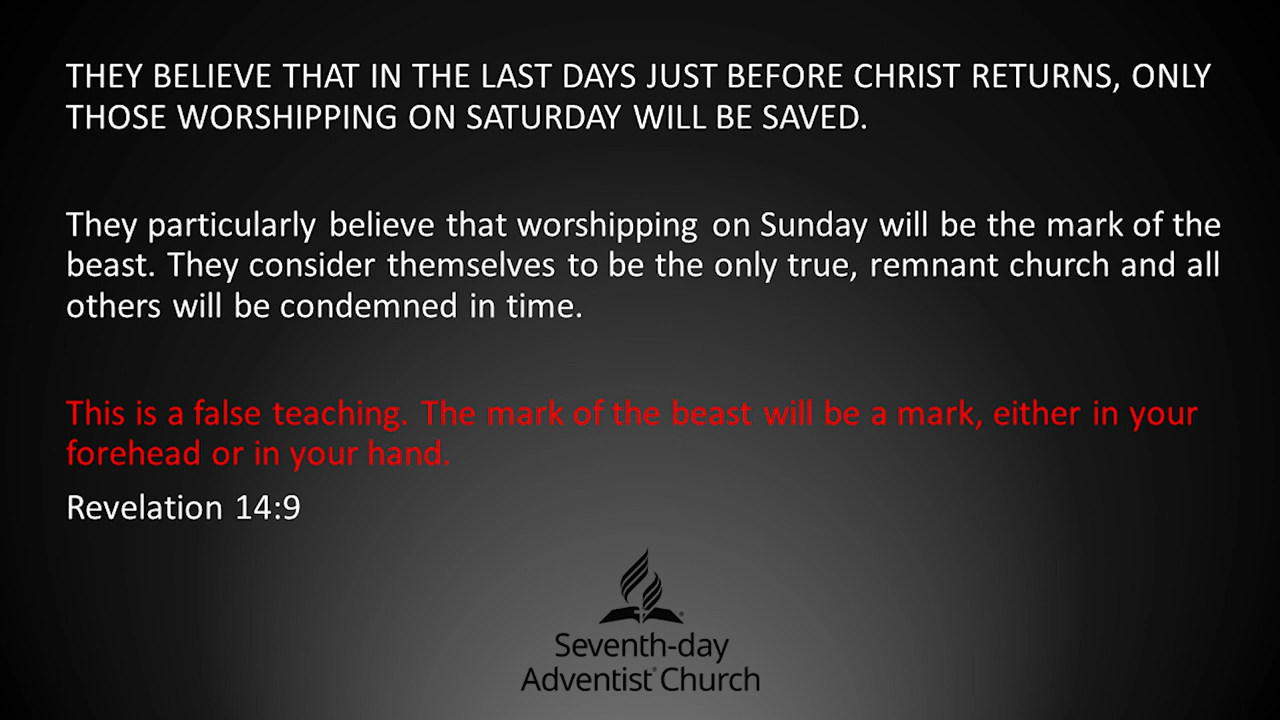 THEY BELIEVE THAT IN THE LAST DAYS JUST BEFORE CHRIST RETURNS, ONLY
THOSE WORSHIPPING ON SATURDAY WILL BE SAVED.
They particularly believe that worshipping on Sunday will be the mark of the
beast. They consider themselves to be the only true, remnant church and all
others will be condemned in time.
This is a false teaching. The mark of the beast will be a mark, either in your
forehead or in your hand.
Revelation 14:9
Seventh-day
Adventist® Church